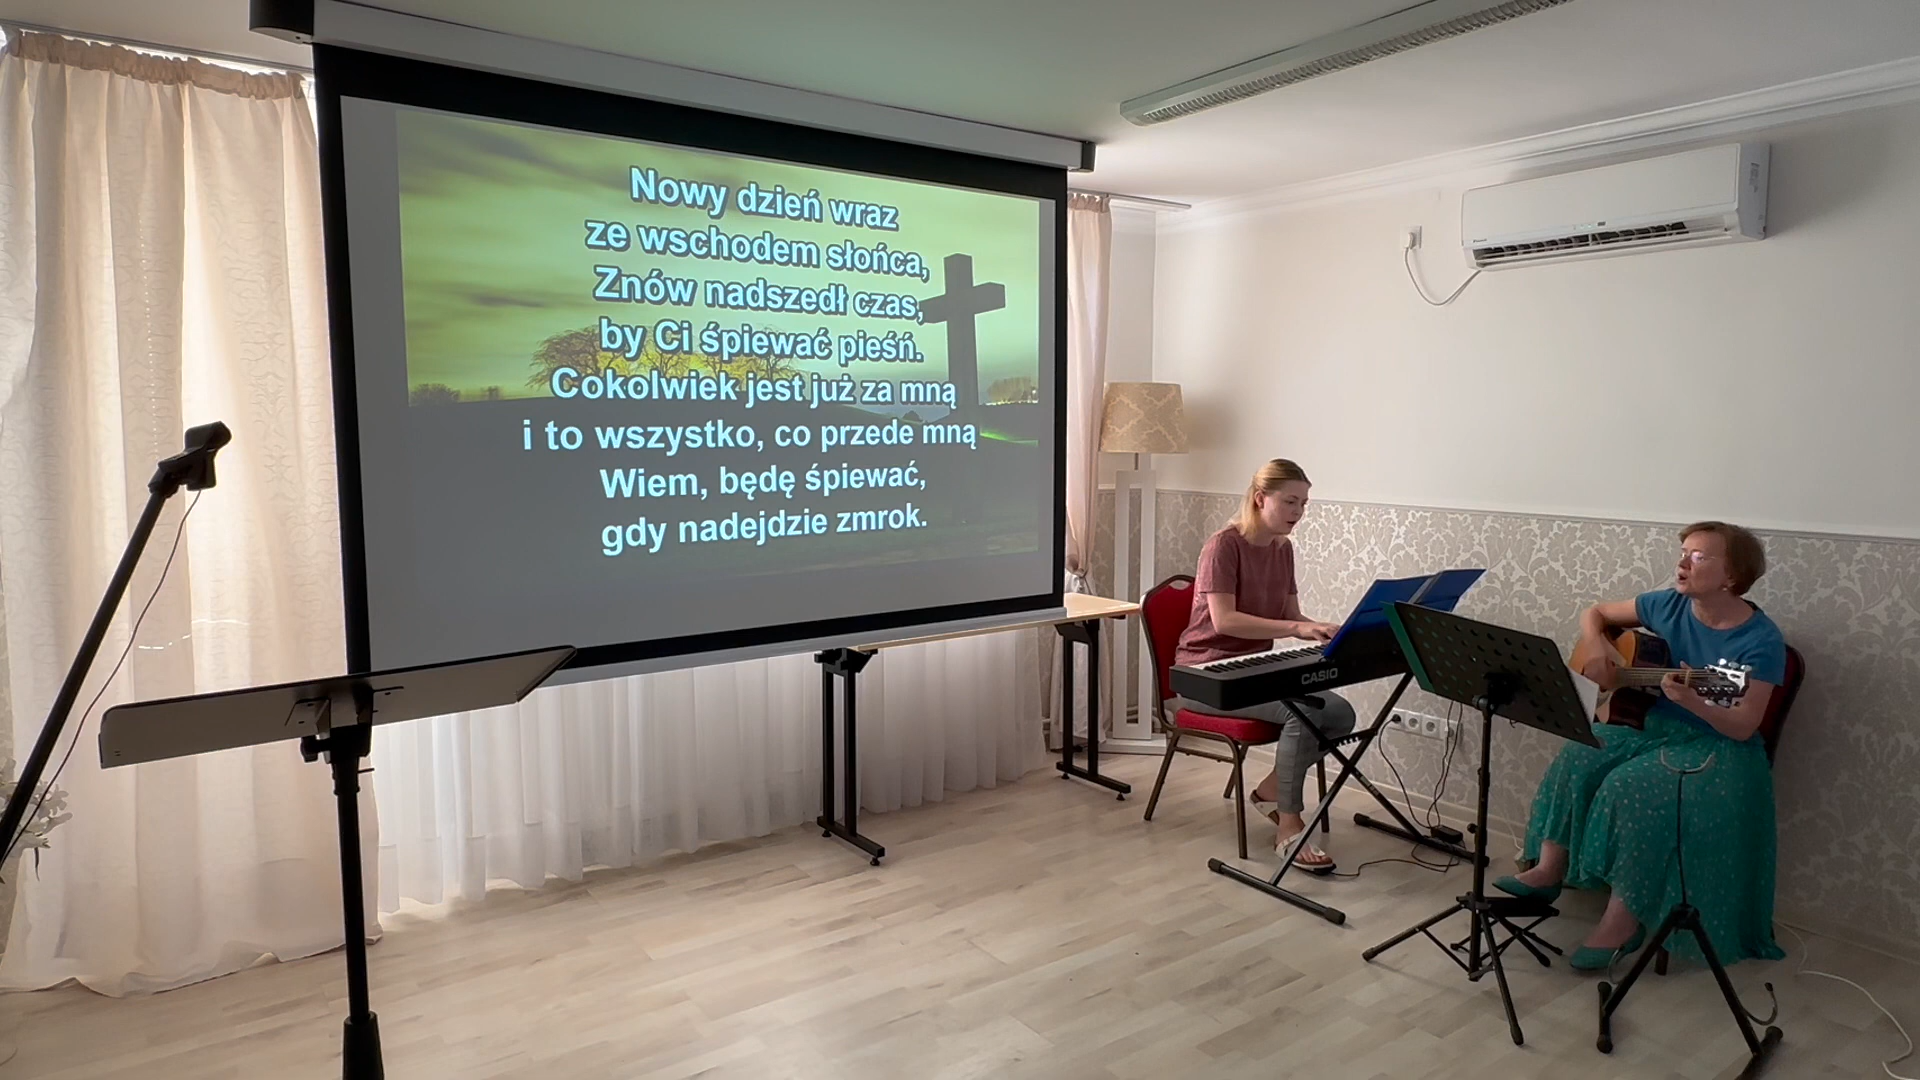 Nowy dzień wraz
ze wschodem słońca,
Znów nadszedł czas,
by Ci śpiewać pieśń.
Cokolwiek jest już za mną
i to wszystko, co przede mną
Wiem, będę śpiewać,
gdy nadejdzie zmrok.
CASIO